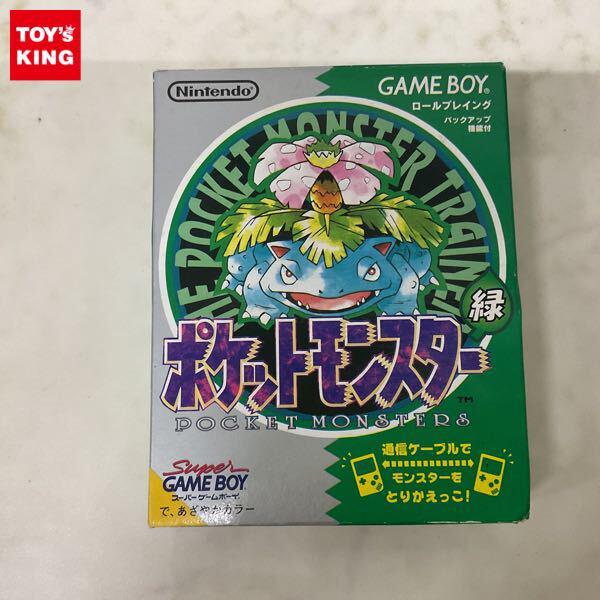 TOY'S
KING
Nintendo
GAME BOY
ロールプレイング
バックアップ
機能付
THE POCKET MONSTER TRAINER
緑
ポケットモンスター
TM
POCKET MONSTERS
通信ケーブルで
モンスターを
とりかえっこ!
Super
GAME BOY
スーパーゲームボーイ
で、あざやかカラー